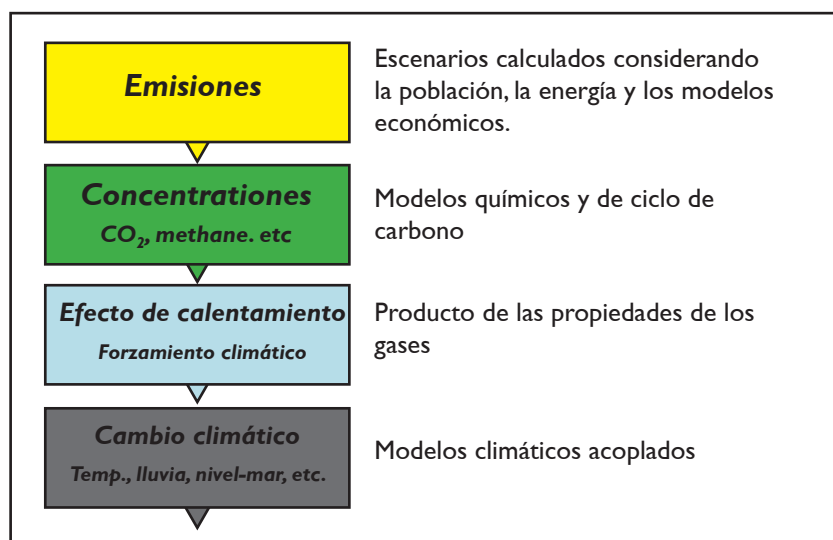 Emisiones
Escenarios calculados considerando
la población, la energía y los modelos
económicos.
Concentrationes
CO₂, methane. etc
Modelos químicos y de ciclo de
carbono
Efecto de calentamiento
Forzamiento climático
Producto de las propiedades de los
gases
Cambio climático
Temp., lluvia, nivel-mar, etc.
Modelos climáticos acoplados